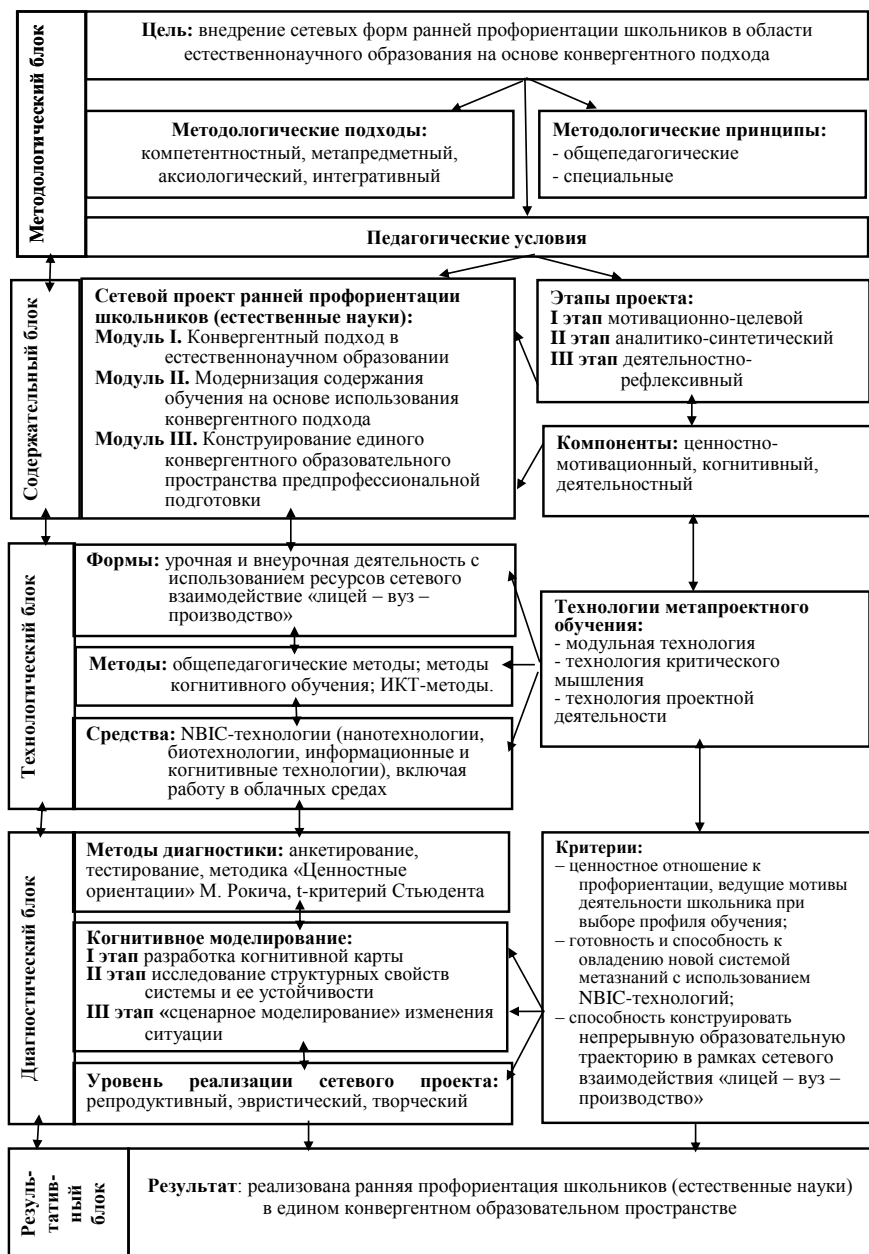 Методологический блок
Цель: внедрение сетевых форм ранней профориентации школьников в области
естественнонаучного образования на основе конвергентного подхода
Методологические подходы:
компетентностный, метапредметный,
аксиологический, интегративный
Методологические принципы:
- общепедагогические
- специальные
Педагогические условия
Содержательный блок
Сетевой проект ранней профориентации
школьников (естественные науки):
Модуль I. Конвергентный подход в
естественнонаучном образовании
Модуль II. Модернизация содержания
обучения на основе использования
конвергентного подхода
Модуль III. Конструирование единого
конвергентного образовательного
пространства предпрофессиональной
подготовки
Этапы проекта:
I этап мотивационно-целевой
II этап аналитико-синтетический
III этап деятельностно-
рефлексивный
Компоненты: ценностно-
мотивационный, когнитивный,
деятельностный
Технологический блок
Формы: урочная и внеурочная деятельность с
использованием ресурсов сетевого
взаимодействие «лицей – вуз –
производство»
Методы: общепедагогические методы; методы
когнитивного обучения; ИКТ-методы.
Средства: NBIC-технологии (нанотехнологии,
биотехнологии, информационные и
когнитивные технологии), включая
работу в облачных средах
Технологии метапроектного
обучения:
- модульная технология
- технология критического
мышления
- технология проектной
деятельности
Диагностический блок
Методы диагностики: анкетирование,
тестирование, методика «Ценностные
ориентации» М. Рокича, t-критерий Стьюдента
Когнитивное моделирование:
I этап разработка когнитивной карты
II этап исследование структурных свойств
системы и ее устойчивости
III этап «сценарное моделирование» изменения
ситуации
Уровень реализации сетевого проекта:
репродуктивный, эвристический, творческий
Критерии:
– ценностное отношение к
профориентации, ведущие мотивы
деятельности школьника при
выборе профиля обучения;
– готовность и способность к
овладению новой системой
метазнаний с использованием
NBIC-технологий;
– способность конструировать
непрерывную образовательную
траекторию в рамках сетевого
взаимодействия «лицей – вуз –
производство»
Резуль-
татив-
ный
блок
Результат: реализована ранняя профориентация школьников (естественные науки)
в едином конвергентном образовательном пространстве